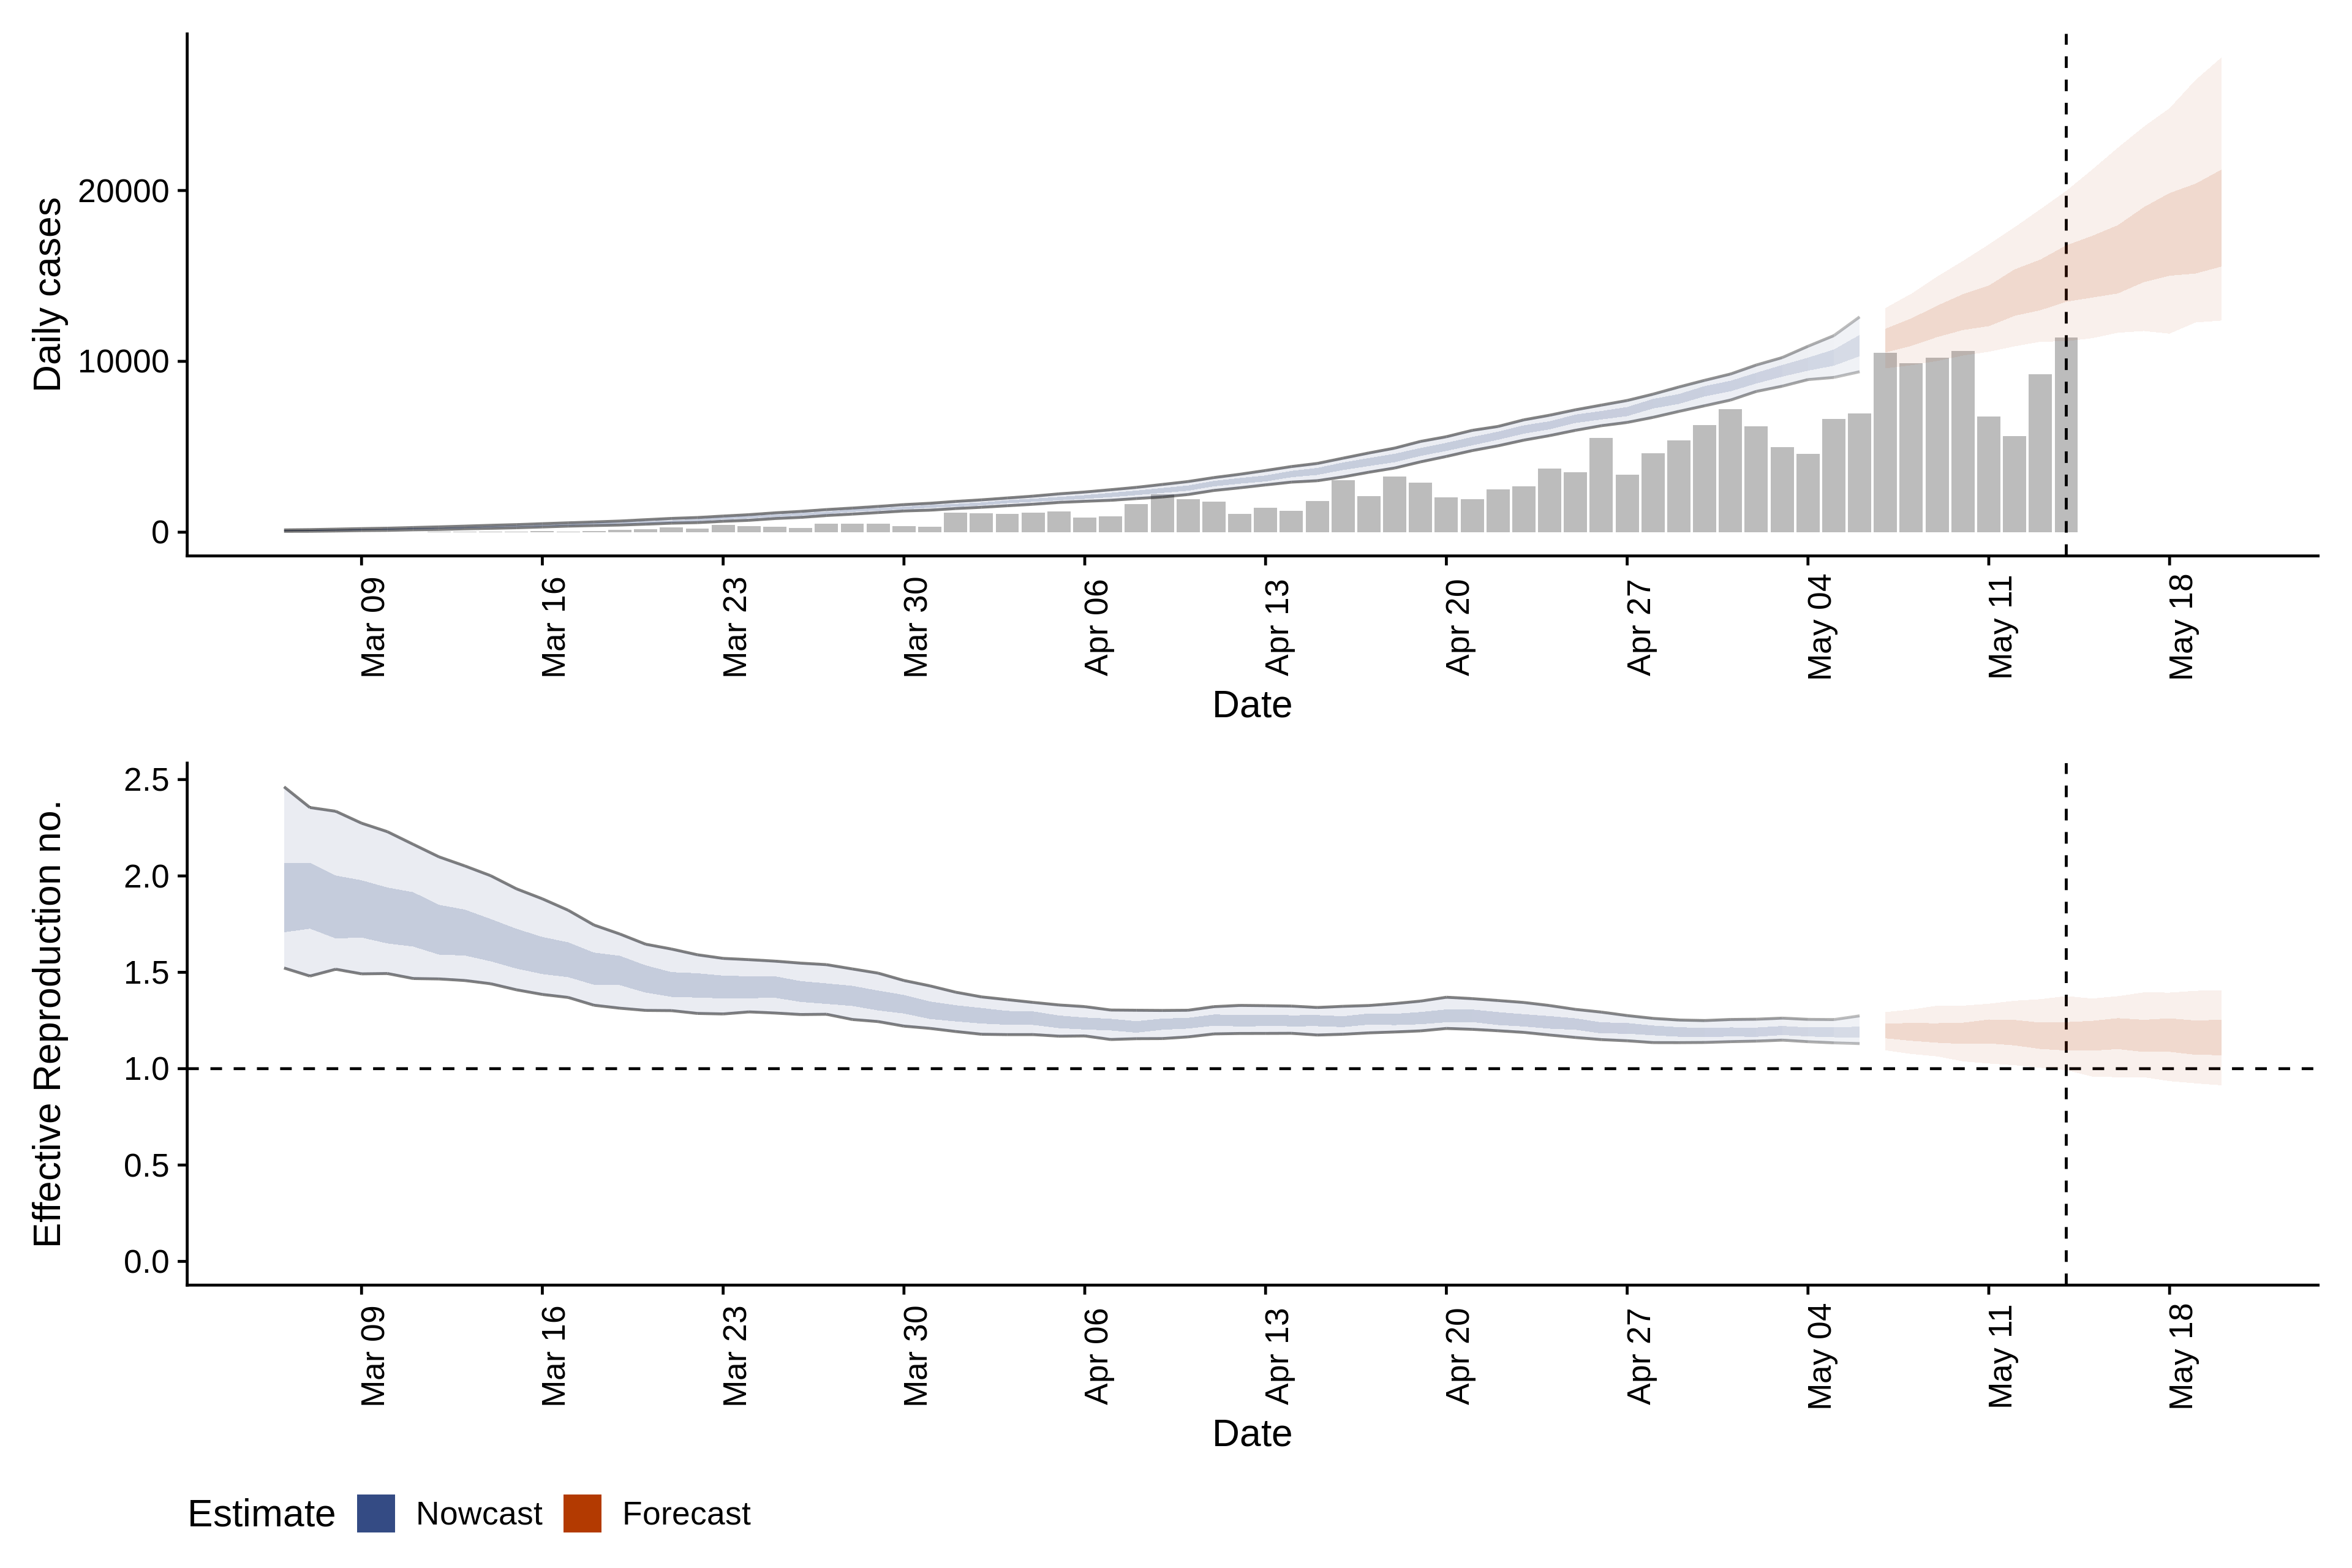 Daily cases
20000
10000
0
Mar 09
Mar 16
Mar 23
Mar 30
Apr 06
Apr 13
Apr 20
Apr 27
May 04
May 11
May 18
Date
Effective Reproduction no.
2.5
2.0
1.5
1.0
0.5
0.0
Mar 09
Mar 16
Mar 23
Mar 30
Apr 06
Apr 13
Apr 20
Apr 27
May 04
May 11
May 18
Date
Estimate Nowcast Forecast